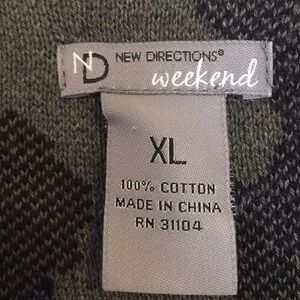 ND NEW DIRECTIONS®
weekend
XL
100% COTTON
MADE IN CHINA
RN 31104